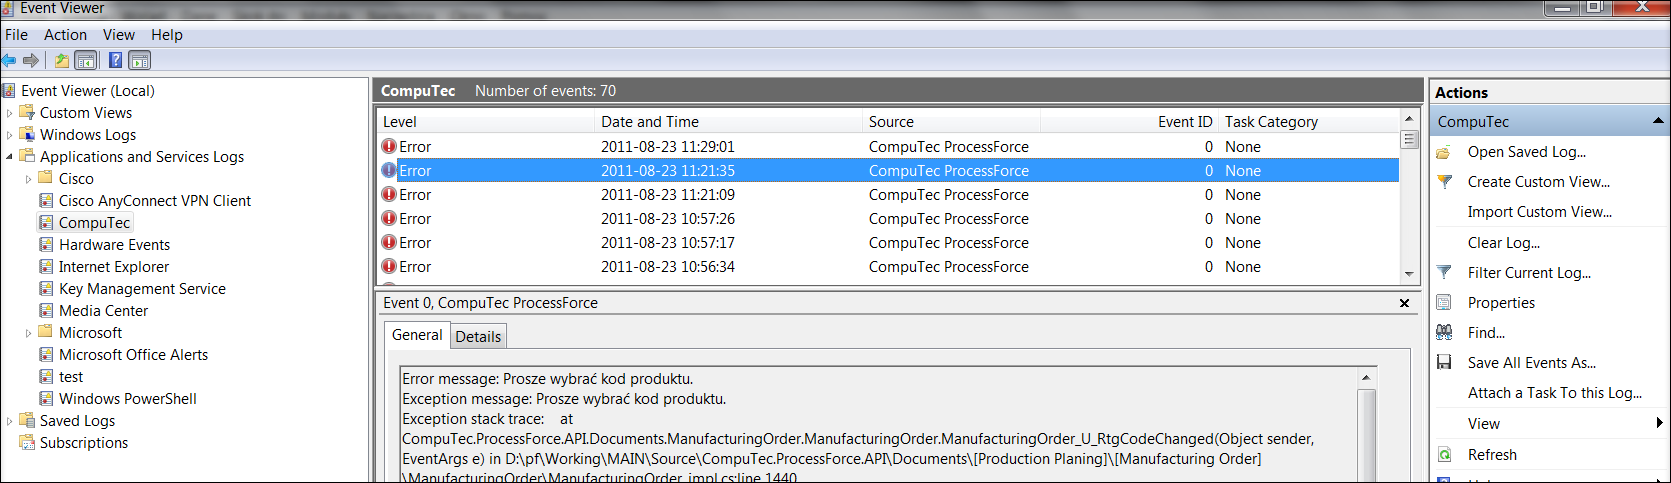 Event Viewer
File Action View Help
Event Viewer (Local)
Custom Views
Windows Logs
Applications and Services Logs
Cisco
Cisco AnyConnect VPN Client
CompuTec
Hardware Events
Internet Explorer
Key Management Service
Media Center
Microsoft
Microsoft Office Alerts
test
Windows PowerShell
Saved Logs
Subscriptions
CompuTec Number of events: 70
Level Date and Time Source Event ID Task Category
Error 2011-08-23 11:29:01 CompuTec ProcessForce 0 None
Error 2011-08-23 11:21:35 CompuTec ProcessForce 0 None
Error 2011-08-23 11:21:09 CompuTec ProcessForce 0 None
Error 2011-08-23 10:57:26 CompuTec ProcessForce 0 None
Error 2011-08-23 10:57:17 CompuTec ProcessForce 0 None
Error 2011-08-23 10:56:34 CompuTec ProcessForce 0 None
Event 0, CompuTec ProcessForce
General Details
Error message: Prosze wybrać kod produktu.
Exception message: Prosze wybrać kod produktu.
Exception stack trace: at
CompuTec.ProcessForce.API.Documents.ManufacturingOrder.ManufacturingOrder.ManufacturingOrder_U_RtgCodeChanged(Object sender,
EventArgs e) in D:\pf\Working\MAIN\Source\CompuTec.ProcessForce.API\Documents\[Production Planing]\[Manufacturing Order]
\ManufacturingOrder\ManufacturingOrder_impl.cs:line 1440
Actions
CompuTec
Open Saved Log...
Create Custom View...
Import Custom View...
Clear Log...
Filter Current Log...
Properties
Find...
Save All Events As...
Attach a Task To this Log...
View
Refresh